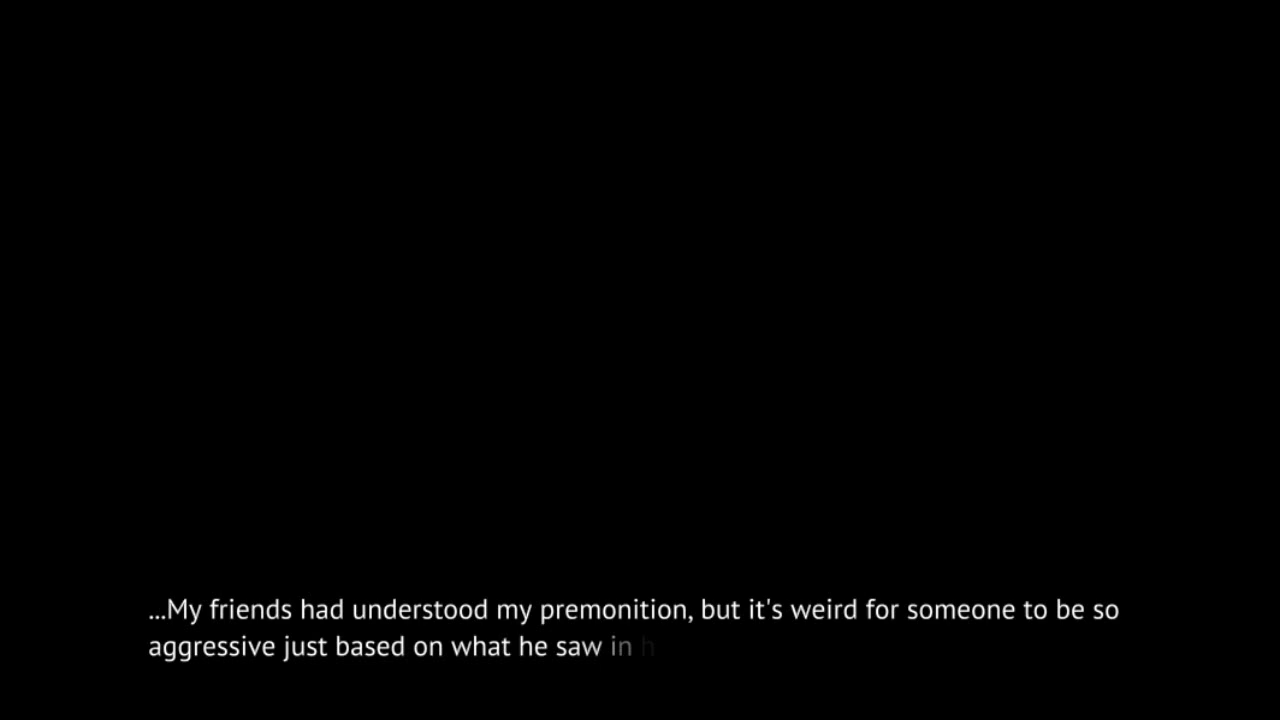 ...My friends had understood my premonition, but it's weird for someone to be so
aggressive just based on what he saw in h